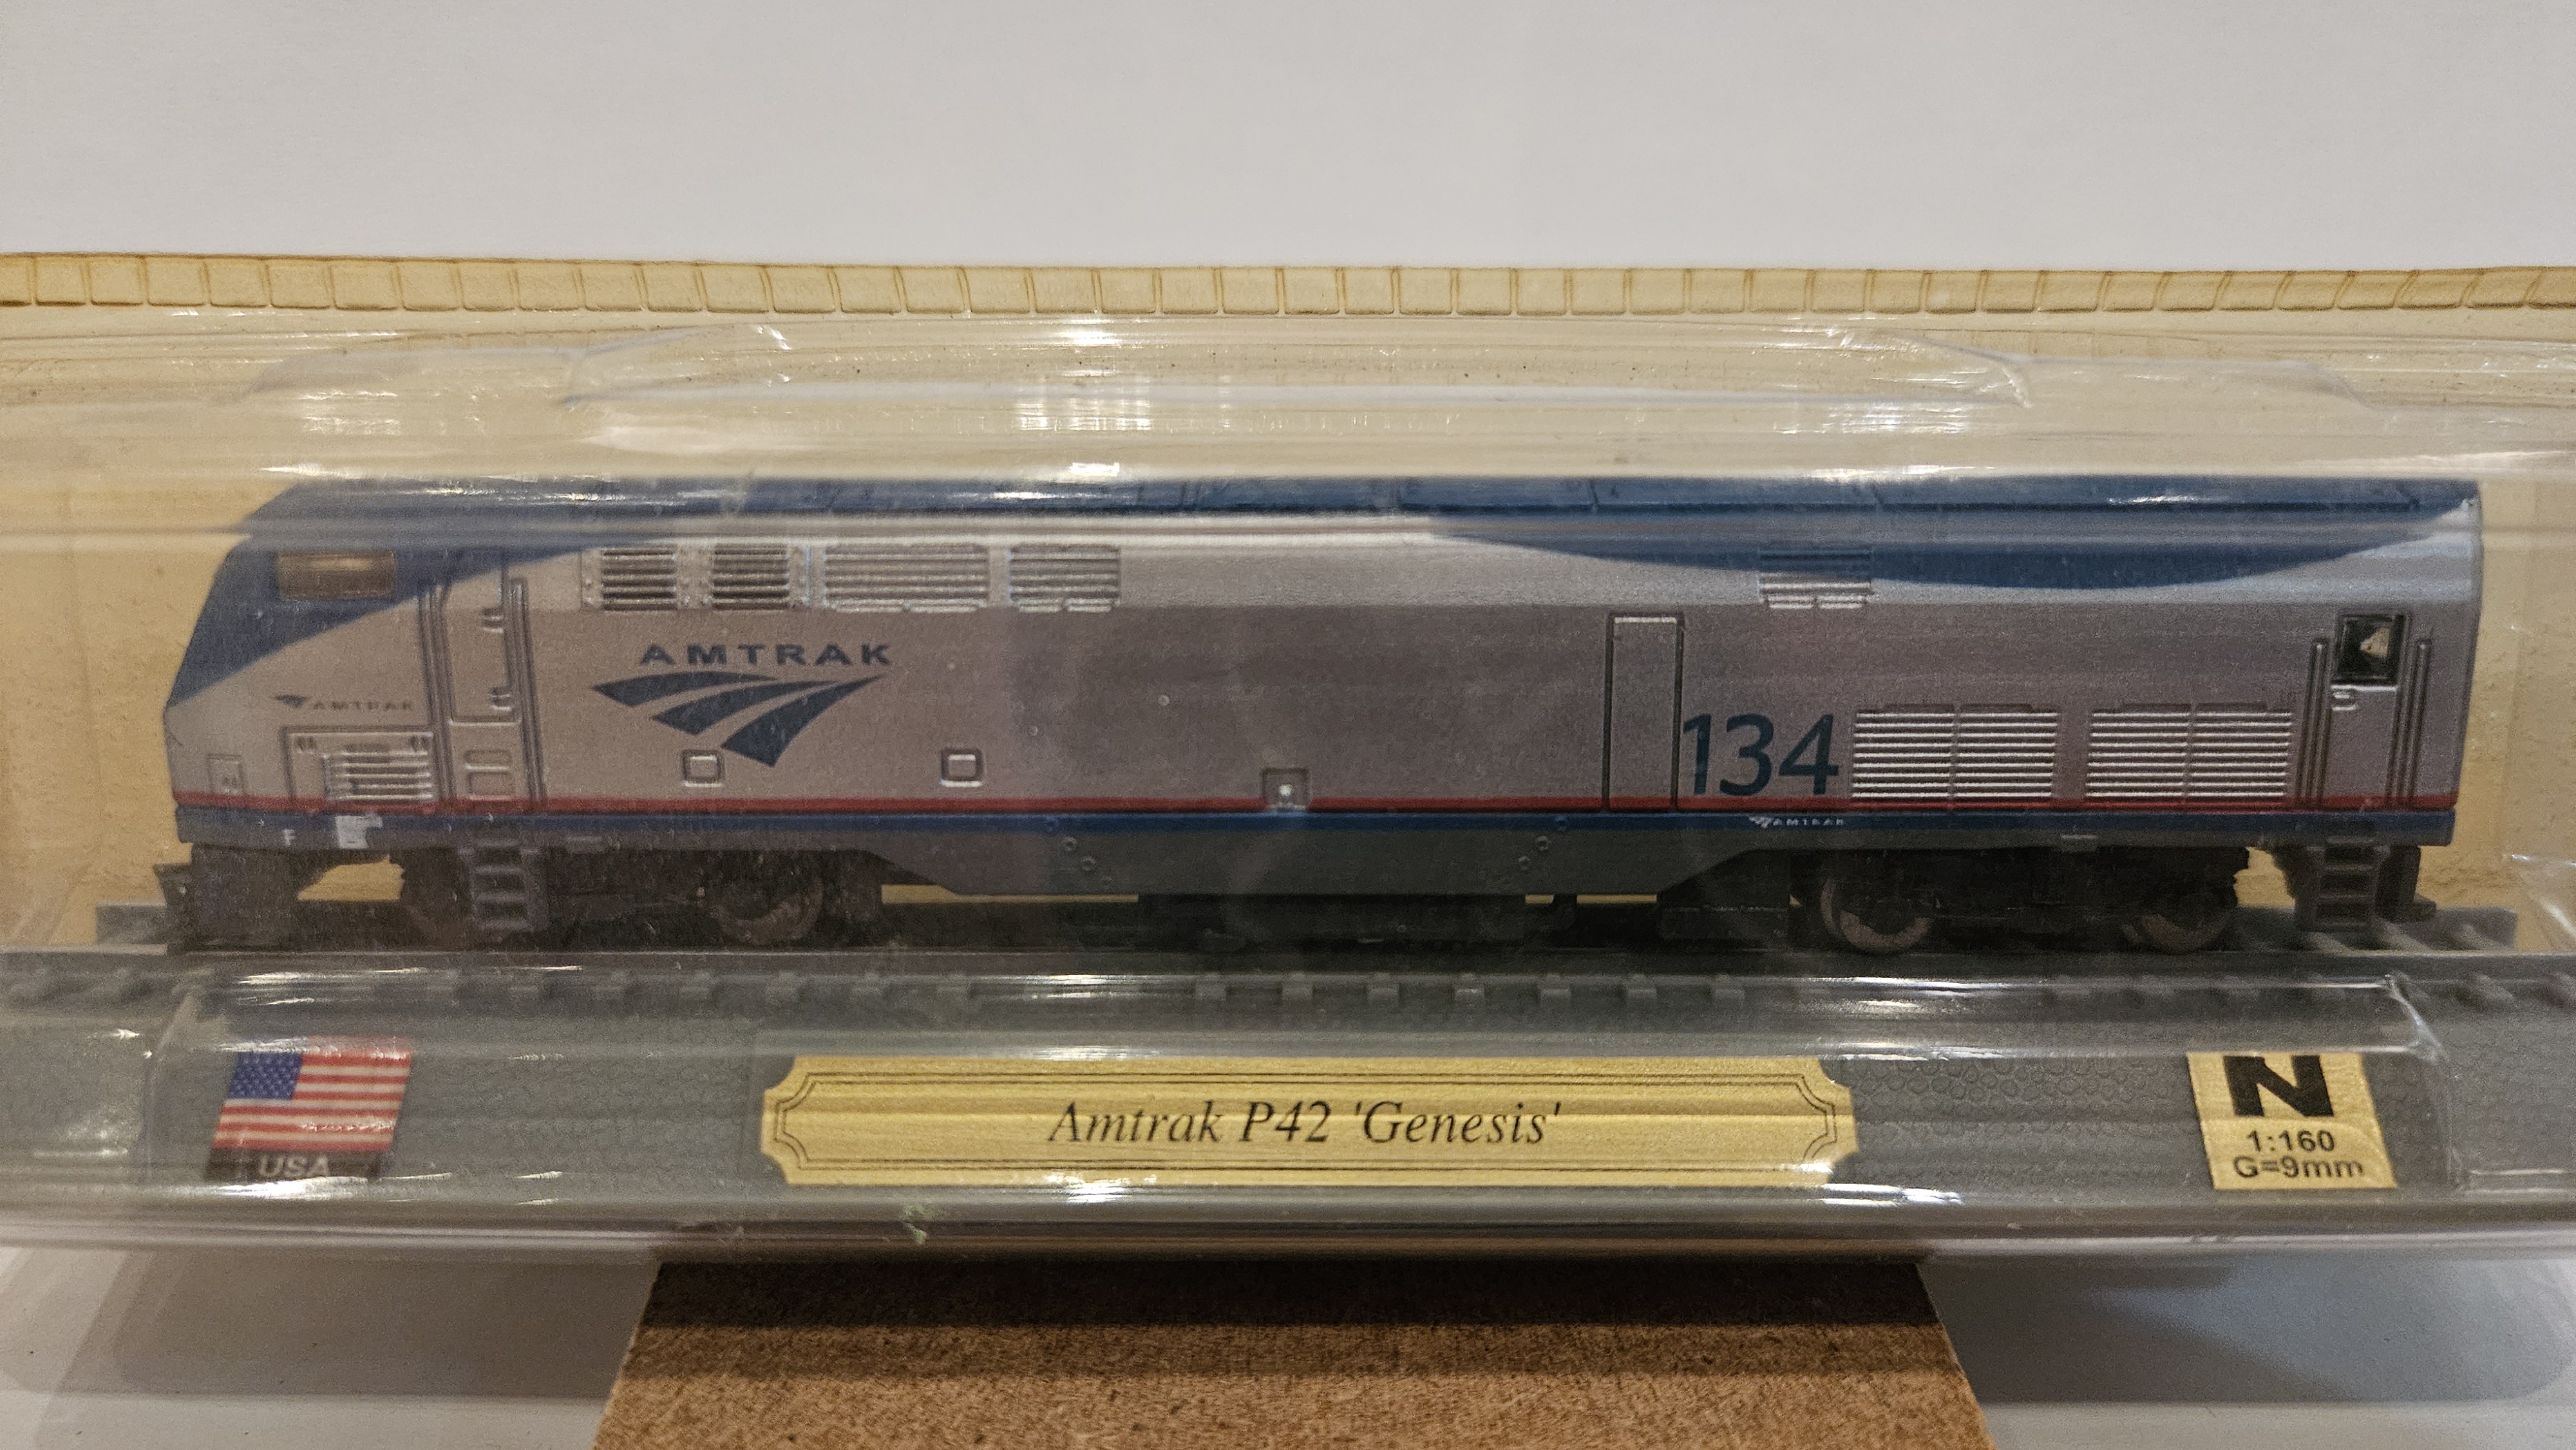 AMTRAK
AMTRAK
134
F
AMTRAK
USA
Amtrak P42 'Genesis'
N
1:160
G=9mm